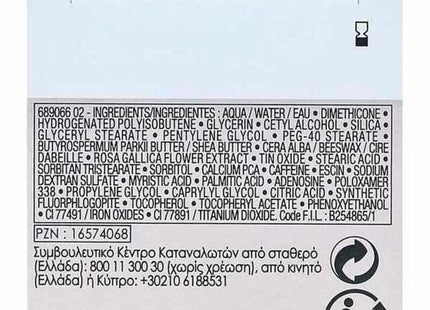 689066 02 - INGREDIENTS/INGREDIENTES : AQUA / WATER / EAU • DIMETHICONE •
HYDROGENATED POLYISOBUTENE • GLYCERIN • CETYL ALCOHOL • SILICA
GLYCERYL STEARATE • PENTYLENE GLYCOL • PEG-40 STEARATE •
BUTYROSPERMUM PARKII BUTTER / SHEA BUTTER • CERA ALBA / BEESWAX / CIRE
DABEILLE • ROSA GALLICA FLOWER EXTRACT • TIN OXIDE • STEARIC ACID •
SORBITAN TRISTEARATE • SORBITOL • CALCIUM PCA • CAFFEINE • ESCIN • SODIUM
DEXTRAN SULFATE • MYRISTIC ACID • PALMITIC ACID • ADENOSINE • POLOXAMER
338 • PROPYLENE GLYCOL • CAPRYLYL GLYCOL • CITRIC ACID • SYNTHETIC
FLUORPHLOGOPITE • TOCOPHEROL • TOCOPHERYL ACETATE • PHENOXYETHANOL
• CI 77491 / IRON OXIDES • CI 77891 / TITANIUM DIOXIDE. Code F.I.L. : B254865/1
PZN : 16574068
Συμβουλευτικό Κέντρο Καταναλωτών από σταθερό
(Ελλάδα): 800 11 300 30 (χωρίς χρέωση), από κινητό
(Ελλάδα) ή Κύπρο: +30210 6188531